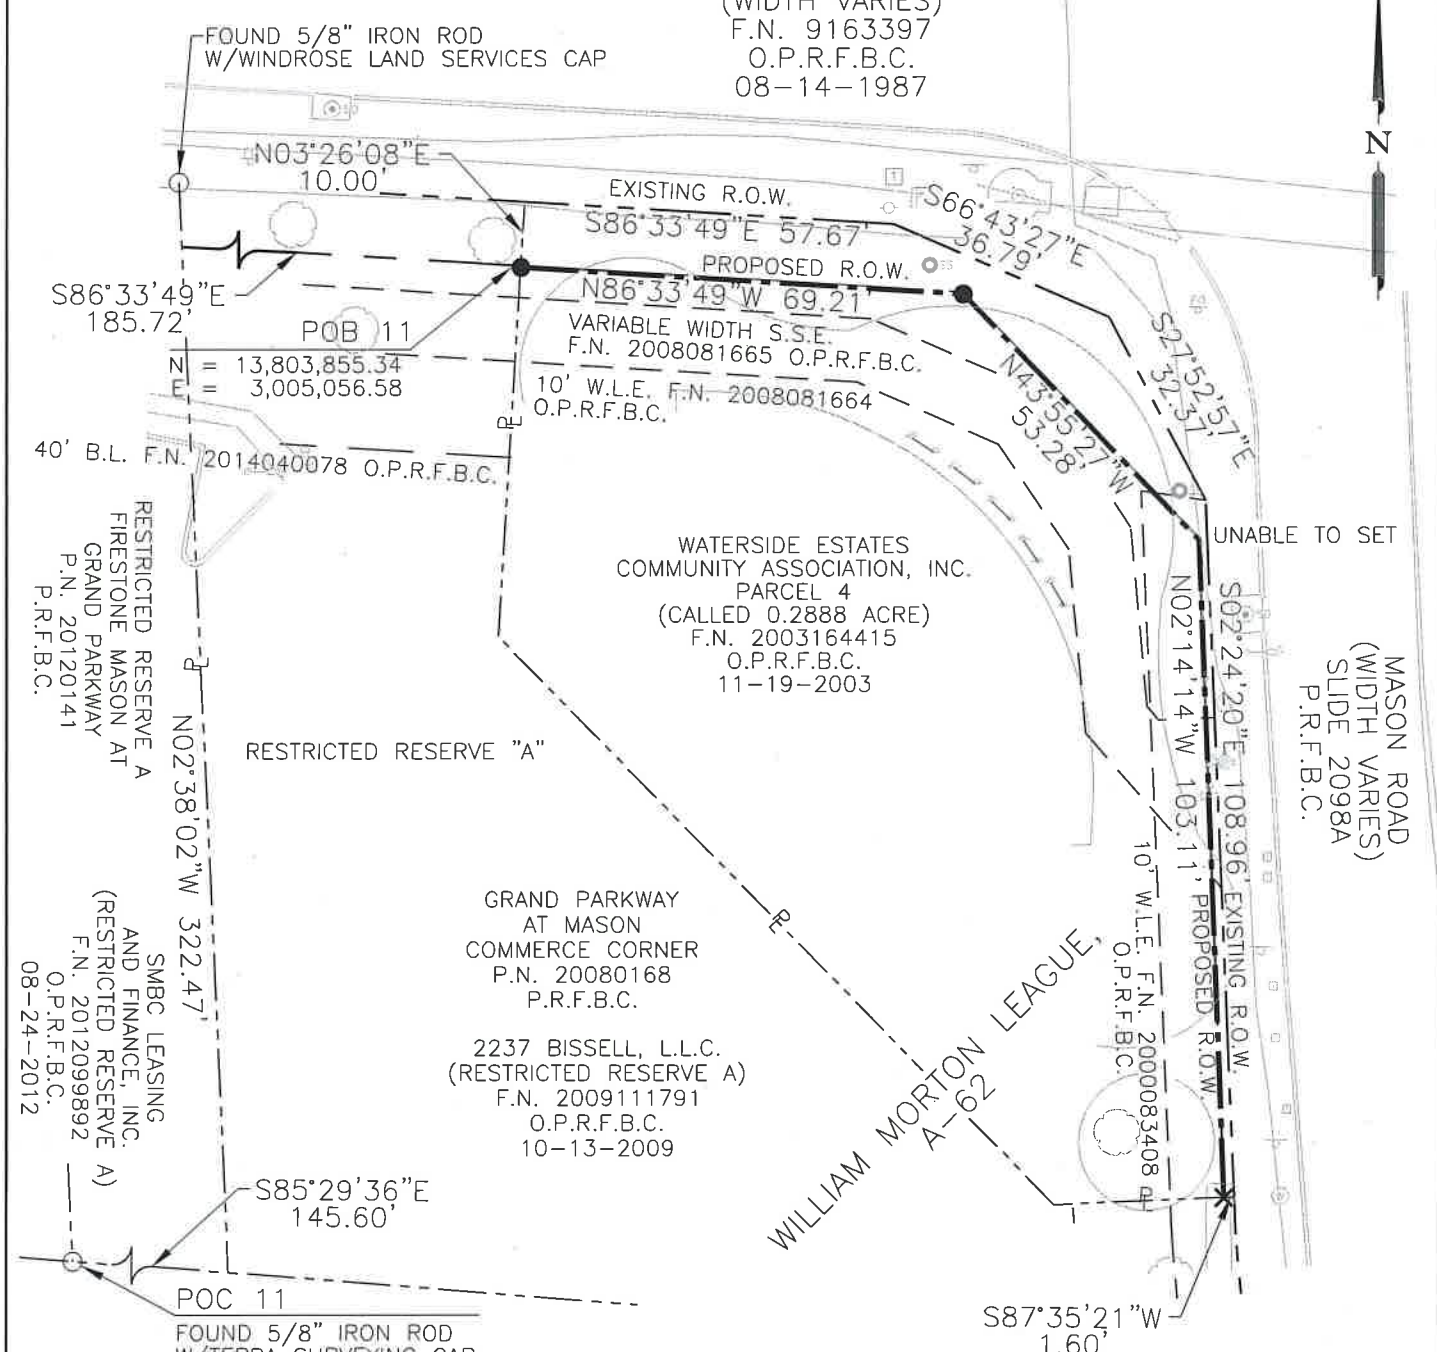 (WIDTH VARIES)
F.N. 9163397
O.P.R.F.B.C.
08-14-1987
FOUND 5/8" IRON ROD
W/WINDROSE LAND SERVICES CAP
N
N03°26'08"E
10.00'
EXISTING R.O.W.
S86°33'49"E 57.67'
S66°43'27"E
36.79'
PROPOSED R.O.W.
N86°33'49"W 69.21'
S86°33'49"E
185.72'
POB 11
N = 13,803,855.34
E = 3,005,056.58
VARIABLE WIDTH S.S.E.
F.N. 2008081665 O.P.R.F.B.C.
10' W.L.E. F.N. 2008081664
O.P.R.F.B.C.
S27°52'57"E
32.37'
N43°55'27"W
53.28'
40' B.L. F.N. 2014040078 O.P.R.F.B.C.
PL
UNABLE TO SET
RESTRICTED RESERVE A
FIRESTONE MASON AT
GRAND PARKWAY
P.N. 20120141
P.R.F.B.C.
WATERSIDE ESTATES
COMMUNITY ASSOCIATION, INC.
PARCEL 4
(CALLED 0.2888 ACRE)
F.N. 2003164415
O.P.R.F.B.C.
11-19-2003
PL
N02°38'02"W 322.47'
RESTRICTED RESERVE "A"
S02°24'20"E 108.96' EXISTING R.O.W.
N02°14'14"W 103.11' PROPOSED R.O.W.
MASON ROAD
(WIDTH VARIES)
SLIDE 2098A
P.R.F.B.C.
10' W.L.E. F.N. 2000083408
O.P.R.F.B.C.
PL
GRAND PARKWAY
AT MASON
COMMERCE CORNER
P.N. 20080168
P.R.F.B.C.
2237 BISSELL, L.L.C.
(RESTRICTED RESERVE A)
F.N. 2009111791
O.P.R.F.B.C.
10-13-2009
PL
WILLIAM MORTON LEAGUE,
A-62
SMBC LEASING
AND FINANCE, INC.
(RESTRICTED RESERVE A)
F.N. 2012099892
O.P.R.F.B.C.
08-24-2012
S85°29'36"E
145.60'
POC 11
FOUND 5/8" IRON ROD
W/TERRA SURVEYING CAP
S87°35'21"W
1.60'